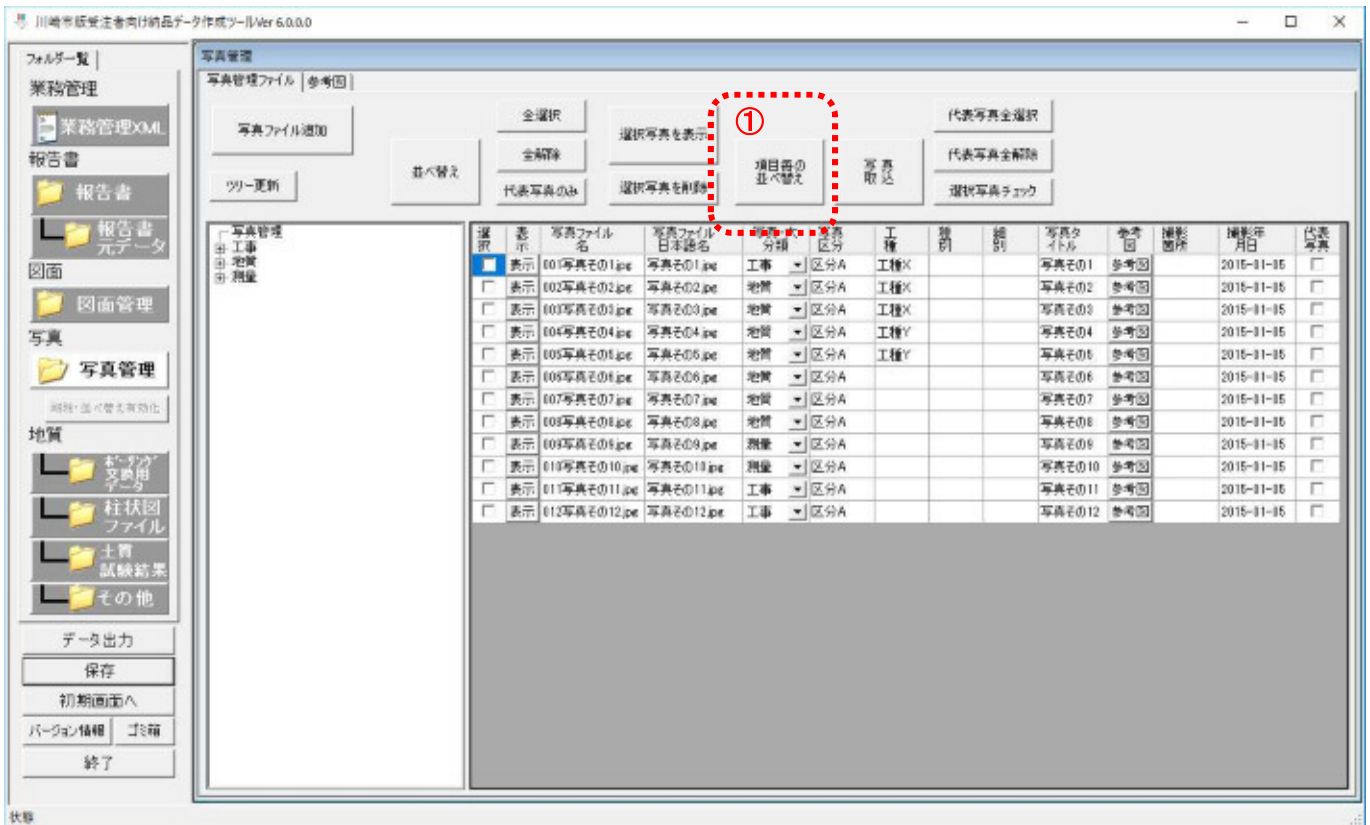 川崎市版受注者向け納品データ作成ツールVer 6.0.0.0
フォルダ一覧
業務管理
業務管理XML
報告書
報告書
報告書
元データ
図面
図面管理
写真
写真管理
削除・並べ替え有効化
地質
ボーリング
交換用
データ
柱状図
ファイル
土質
試験結果
その他
データ出力
保存
初期画面へ
バージョン情報 ゴミ箱
終了
状態
写真管理
写真管理ファイル 参考図
写真ファイル追加
ツリー更新
並べ替え
全選択
全解除
代表写真のみ
選択写真を表示
選択写真を削除
①
項目毎の
並べ替え
写真
取込
代表写真全選択
代表写真全解除
選択写真チェック
写真管理
工事
地質
測量
選択 表示 写真ファイル名 写真ファイル日本語名 写真-大分類 写真区分 工種 種別 細別 写真タイトル 参考図 撮影箇所 撮影年月日 代表写真
表示 001写真その1.jpg 写真その1.jpg 工事 区分A 工種X 写真その1 参考図 2015-01-05
表示 002写真その2.jpg 写真その2.jpg 地質 区分A 工種X 写真その2 参考図 2015-01-05
表示 003写真その3.jpg 写真その3.jpg 地質 区分A 工種X 写真その3 参考図 2015-01-05
表示 004写真その4.jpg 写真その4.jpg 地質 区分A 工種Y 写真その4 参考図 2015-01-05
表示 005写真その5.jpg 写真その5.jpg 地質 区分A 工種Y 写真その5 参考図 2015-01-05
表示 006写真その6.jpg 写真その6.jpg 地質 区分A 写真その6 参考図 2015-01-05
表示 007写真その7.jpg 写真その7.jpg 地質 区分A 写真その7 参考図 2015-01-05
表示 008写真その8.jpg 写真その8.jpg 地質 区分A 写真その8 参考図 2015-01-05
表示 009写真その9.jpg 写真その9.jpg 測量 区分A 写真その9 参考図 2015-01-05
表示 010写真その10.jpg 写真その10.jpg 測量 区分A 写真その10 参考図 2015-01-05
表示 011写真その11.jpg 写真その11.jpg 工事 区分A 写真その11 参考図 2015-01-05
表示 012写真その12.jpg 写真その12.jpg 工事 区分A 写真その12 参考図 2015-01-05